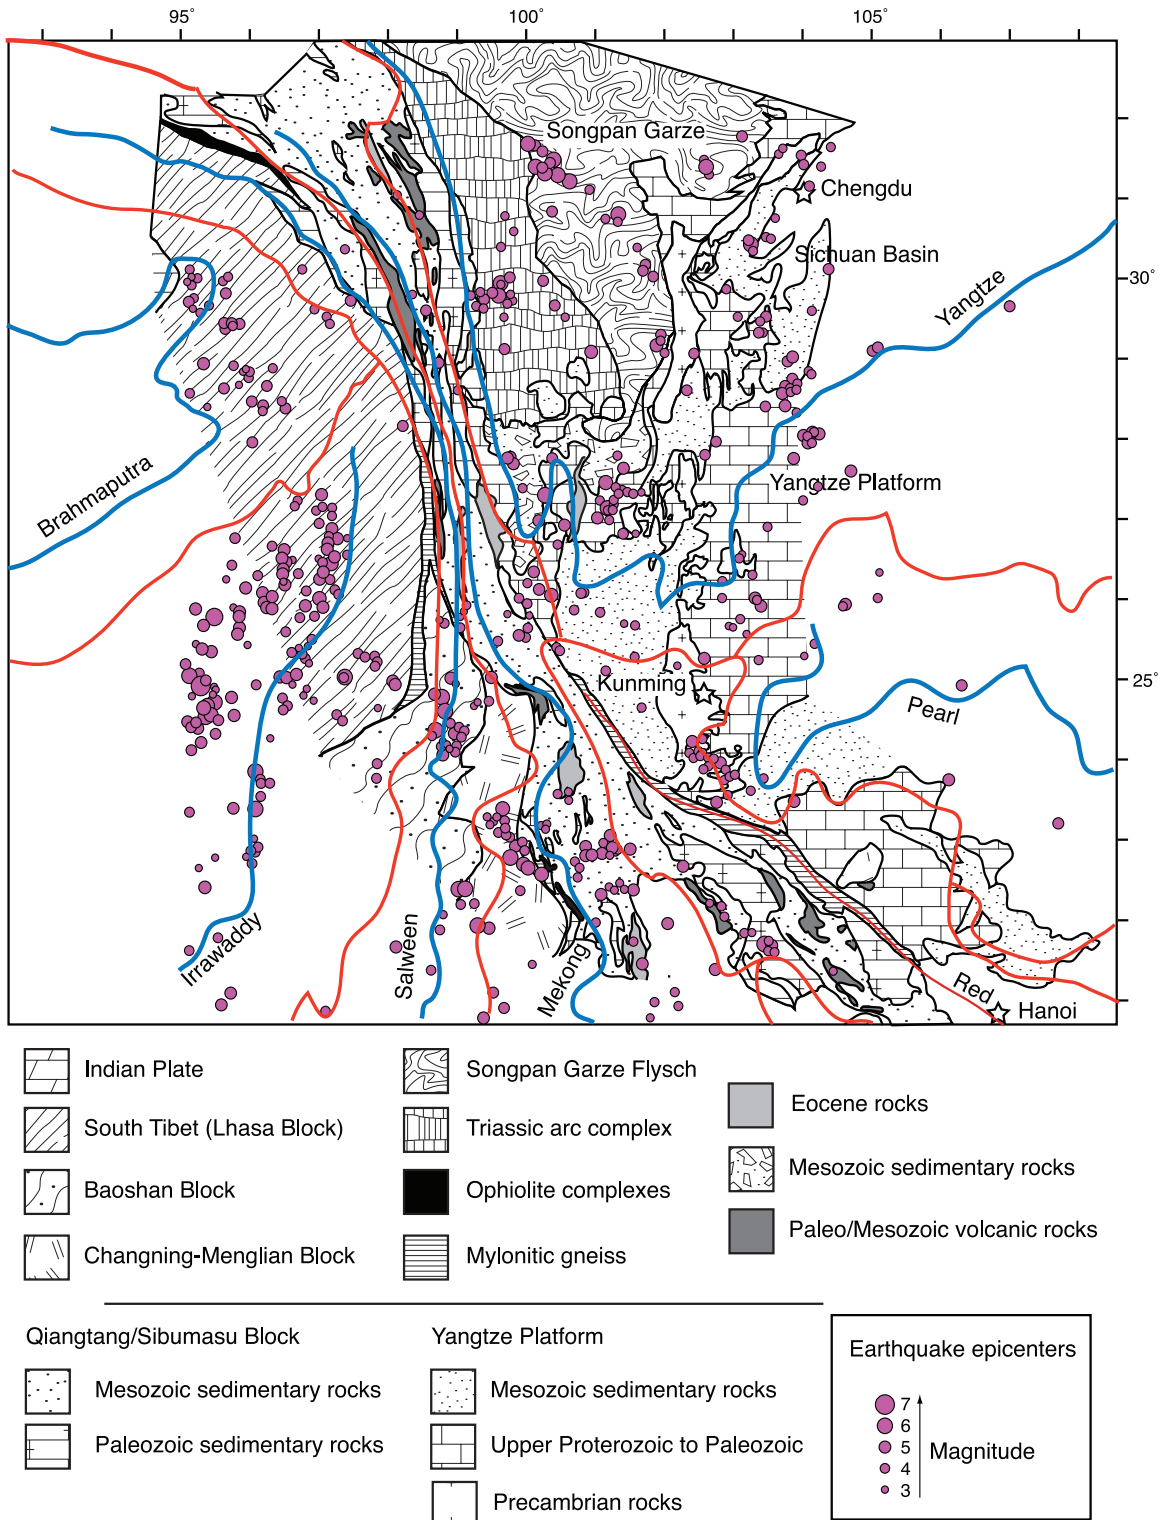 95°
100°
105°
Songpan Garze
Chengdu
Sichuan Basin
30°
Yangtze
Brahmaputra
Yangtze Platform
Kunming
25°
Pearl
Irrawaddy
Salween
Mekong
Red
Hanoi
Indian Plate
South Tibet (Lhasa Block)
Baoshan Block
Changning-Menglian Block
Songpan Garze Flysch
Triassic arc complex
Ophiolite complexes
Mylonitic gneiss
Eocene rocks
Mesozoic sedimentary rocks
Paleo/Mesozoic volcanic rocks
Qiangtang/Sibumasu Block
Mesozoic sedimentary rocks
Paleozoic sedimentary rocks
Yangtze Platform
Mesozoic sedimentary rocks
Upper Proterozoic to Paleozoic
Precambrian rocks
Earthquake epicenters
7
6
5
4
3
Magnitude